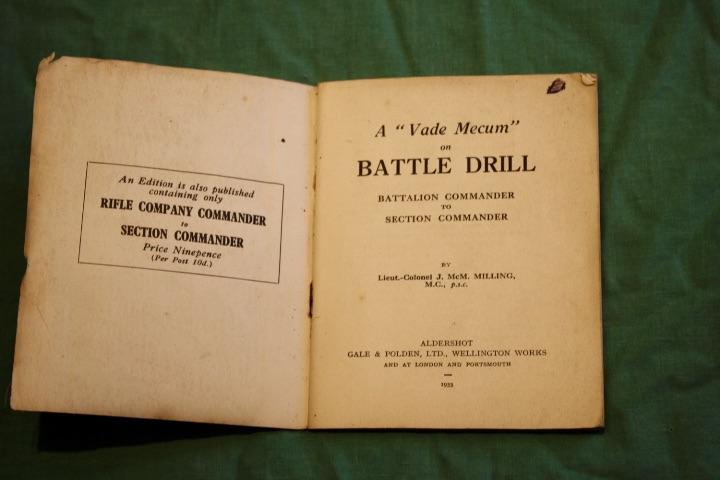 An Edition is also published
containing only
RIFLE COMPANY COMMANDER
to
SECTION COMMANDER
Price Ninepence
(Per Post 10d.)
A "Vade Mecum"
on
BATTLE DRILL
BATTALION COMMANDER
TO
SECTION COMMANDER
BY
Lieut.-Colonel J. McM. MILLING,
M.C., p.s.c.
ALDERSHOT
GALE & POLDEN, LTD., WELLINGTON WORKS
AND AT LONDON AND PORTSMOUTH
1933